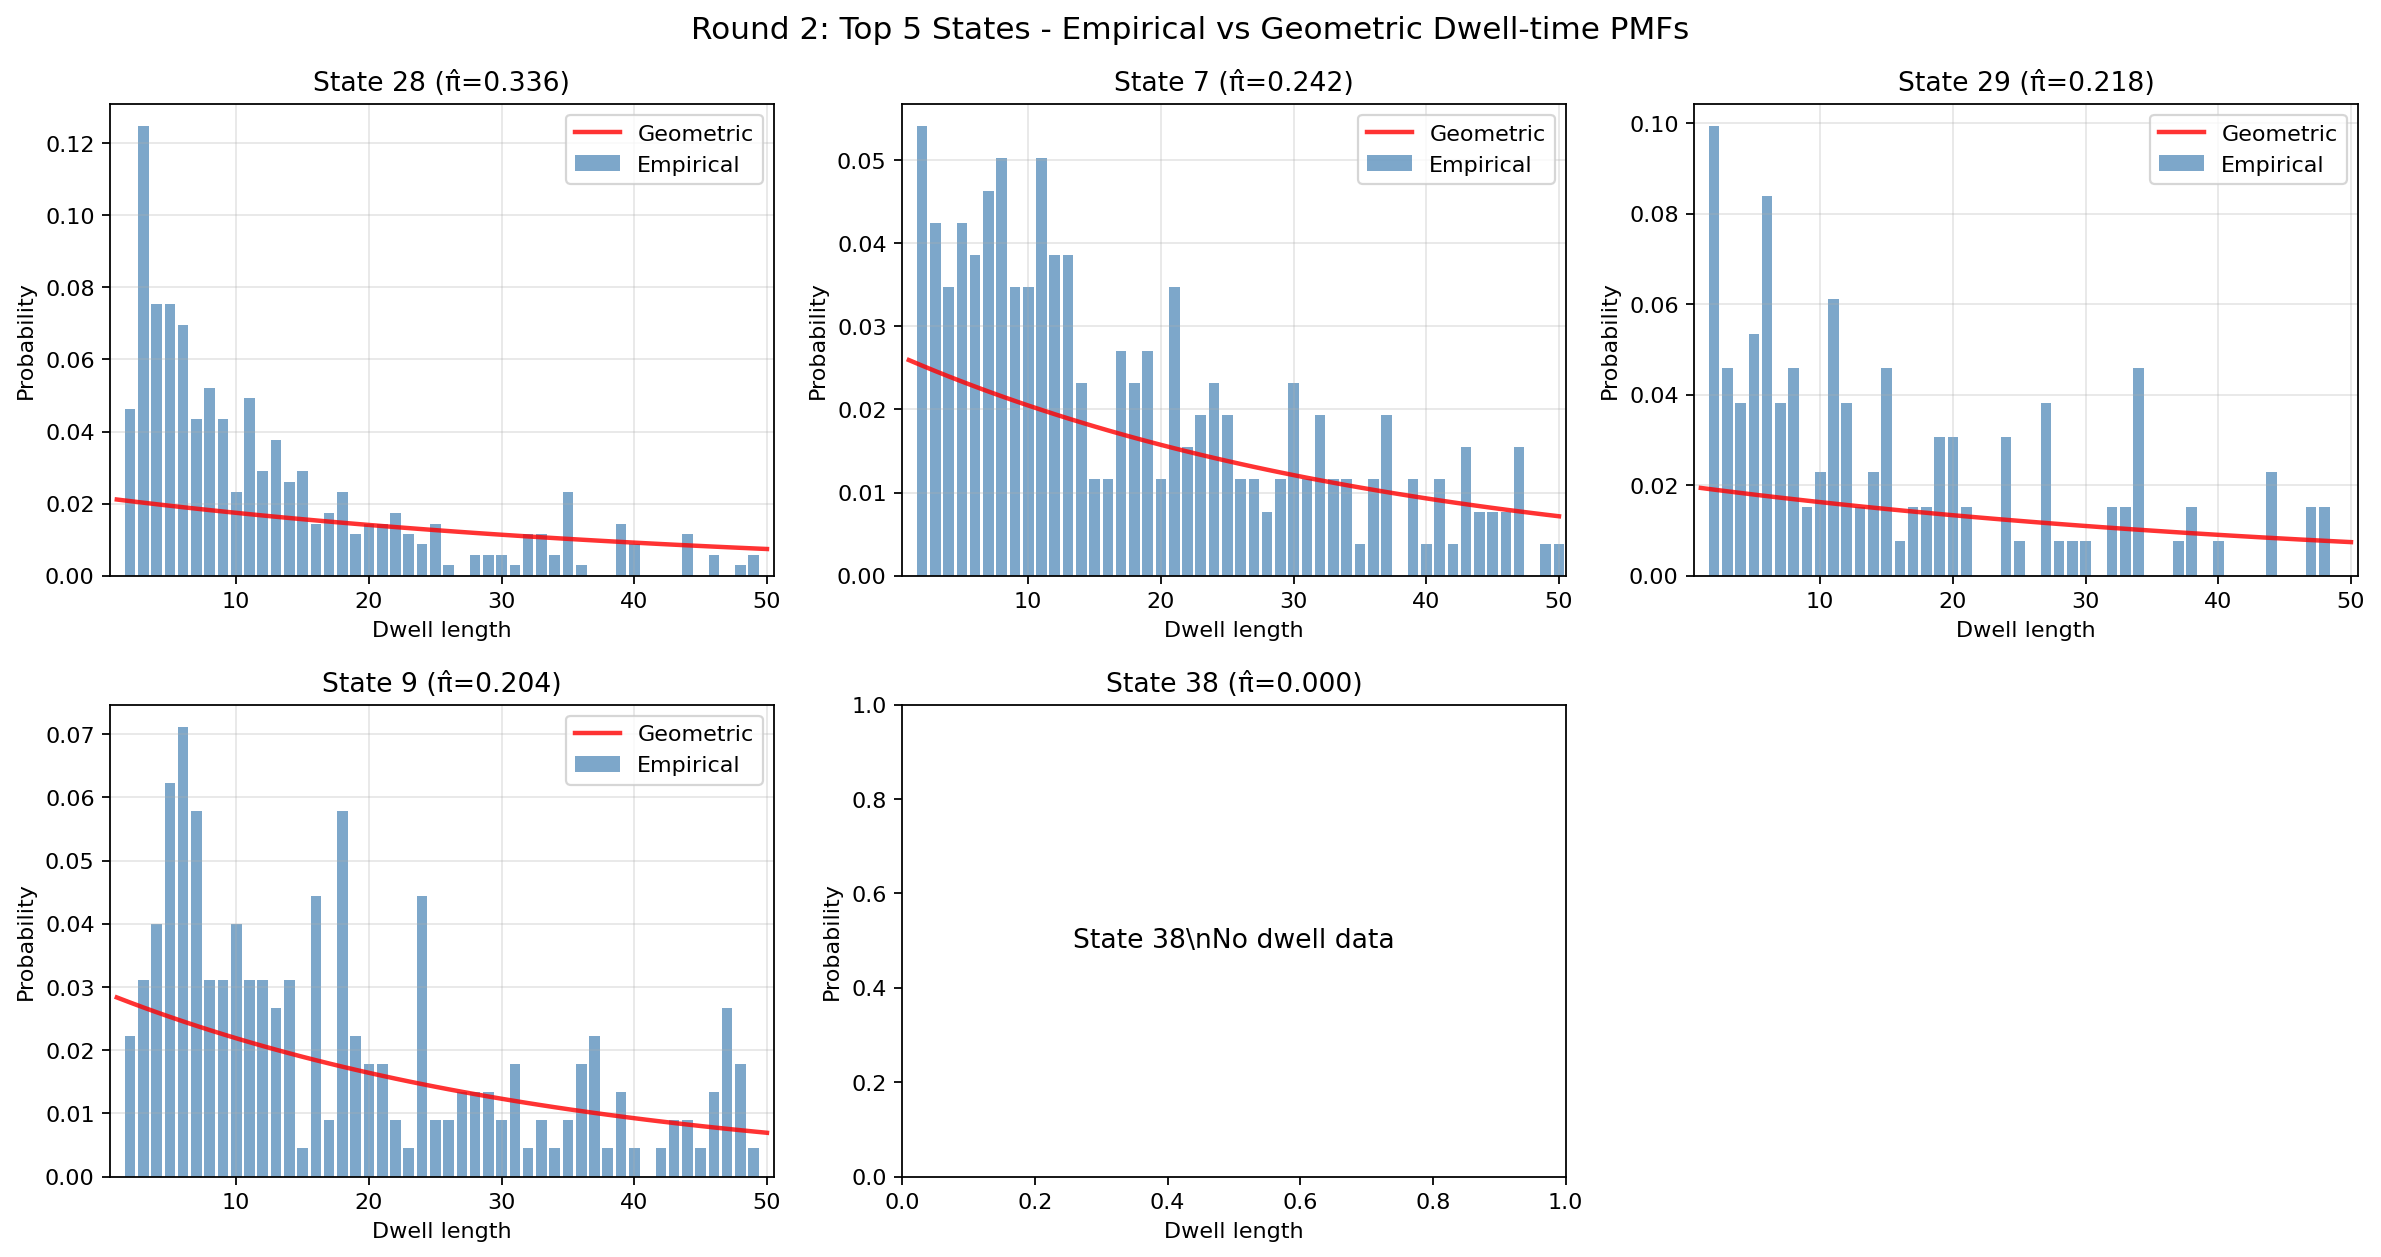 Round 2: Top 5 States - Empirical vs Geometric Dwell-time PMFs
State 28 (π̂=0.336)
Probability
0.12
0.10
0.08
0.06
0.04
0.02
0.00
Geometric
Empirical
10 20 30 40 50
Dwell length
State 7 (π̂=0.242)
Probability
0.05
0.04
0.03
0.02
0.01
0.00
Geometric
Empirical
10 20 30 40 50
Dwell length
State 29 (π̂=0.218)
Probability
0.10
0.08
0.06
0.04
0.02
0.00
Geometric
Empirical
10 20 30 40 50
Dwell length
State 9 (π̂=0.204)
Probability
0.07
0.06
0.05
0.04
0.03
0.02
0.01
0.00
Geometric
Empirical
10 20 30 40 50
Dwell length
State 38 (π̂=0.000)
Probability
1.0
0.8
0.6
0.4
0.2
0.0
State 38\nNo dwell data
0.0 0.2 0.4 0.6 0.8 1.0
Dwell length